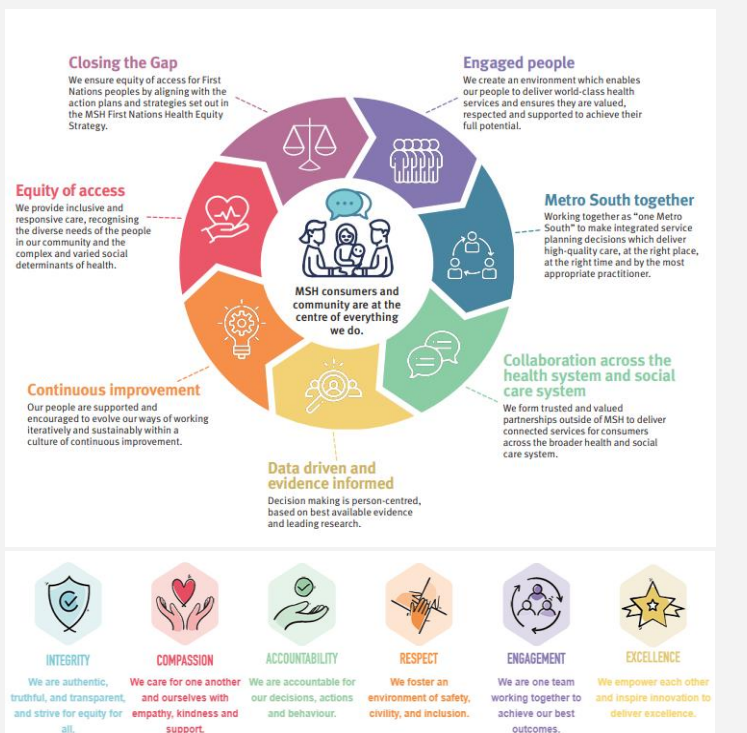 Closing the Gap
We ensure equity of access for First
Nations peoples by aligning with the
action plans and strategies set out in
the MSH First Nations Health Equity
Strategy.
Engaged people
We create an environment which enables
our people to deliver world-class health
services and ensures they are valued,
respected and supported to achieve their
full potential.
Equity of access
We provide inclusive and
responsive care, recognising
the diverse needs of the people
in our community and the
complex and varied social
determinants of health.
Metro South together
Working together as “one Metro
South” to make integrated service
planning decisions which deliver
high-quality care, at the right place,
at the right time and by the most
appropriate practitioner.
MSH consumers and
community are at the
centre of everything
we do.
Continuous improvement
Our people are supported and
encouraged to evolve our ways of working
iteratively and sustainably within a
culture of continuous improvement.
Collaboration across the
health system and social
care system
We form trusted and valued
partnerships outside of MSH to deliver
connected services for consumers
across the broader health and social
care system.
Data driven and
evidence informed
Decision making is person-centred,
based on best available evidence
and leading research.
INTEGRITY
We are authentic,
truthful, and transparent,
and strive for equity for
all.
COMPASSION
We care for one another
and ourselves with
empathy, kindness and
support.
ACCOUNTABILITY
We are accountable for
our decisions, actions
and behaviour.
RESPECT
We foster an
environment of safety,
civility, and inclusion.
ENGAGEMENT
We are one team
working together to
achieve our best
outcomes.
EXCELLENCE
We empower each other
and inspire innovation to
deliver excellence.